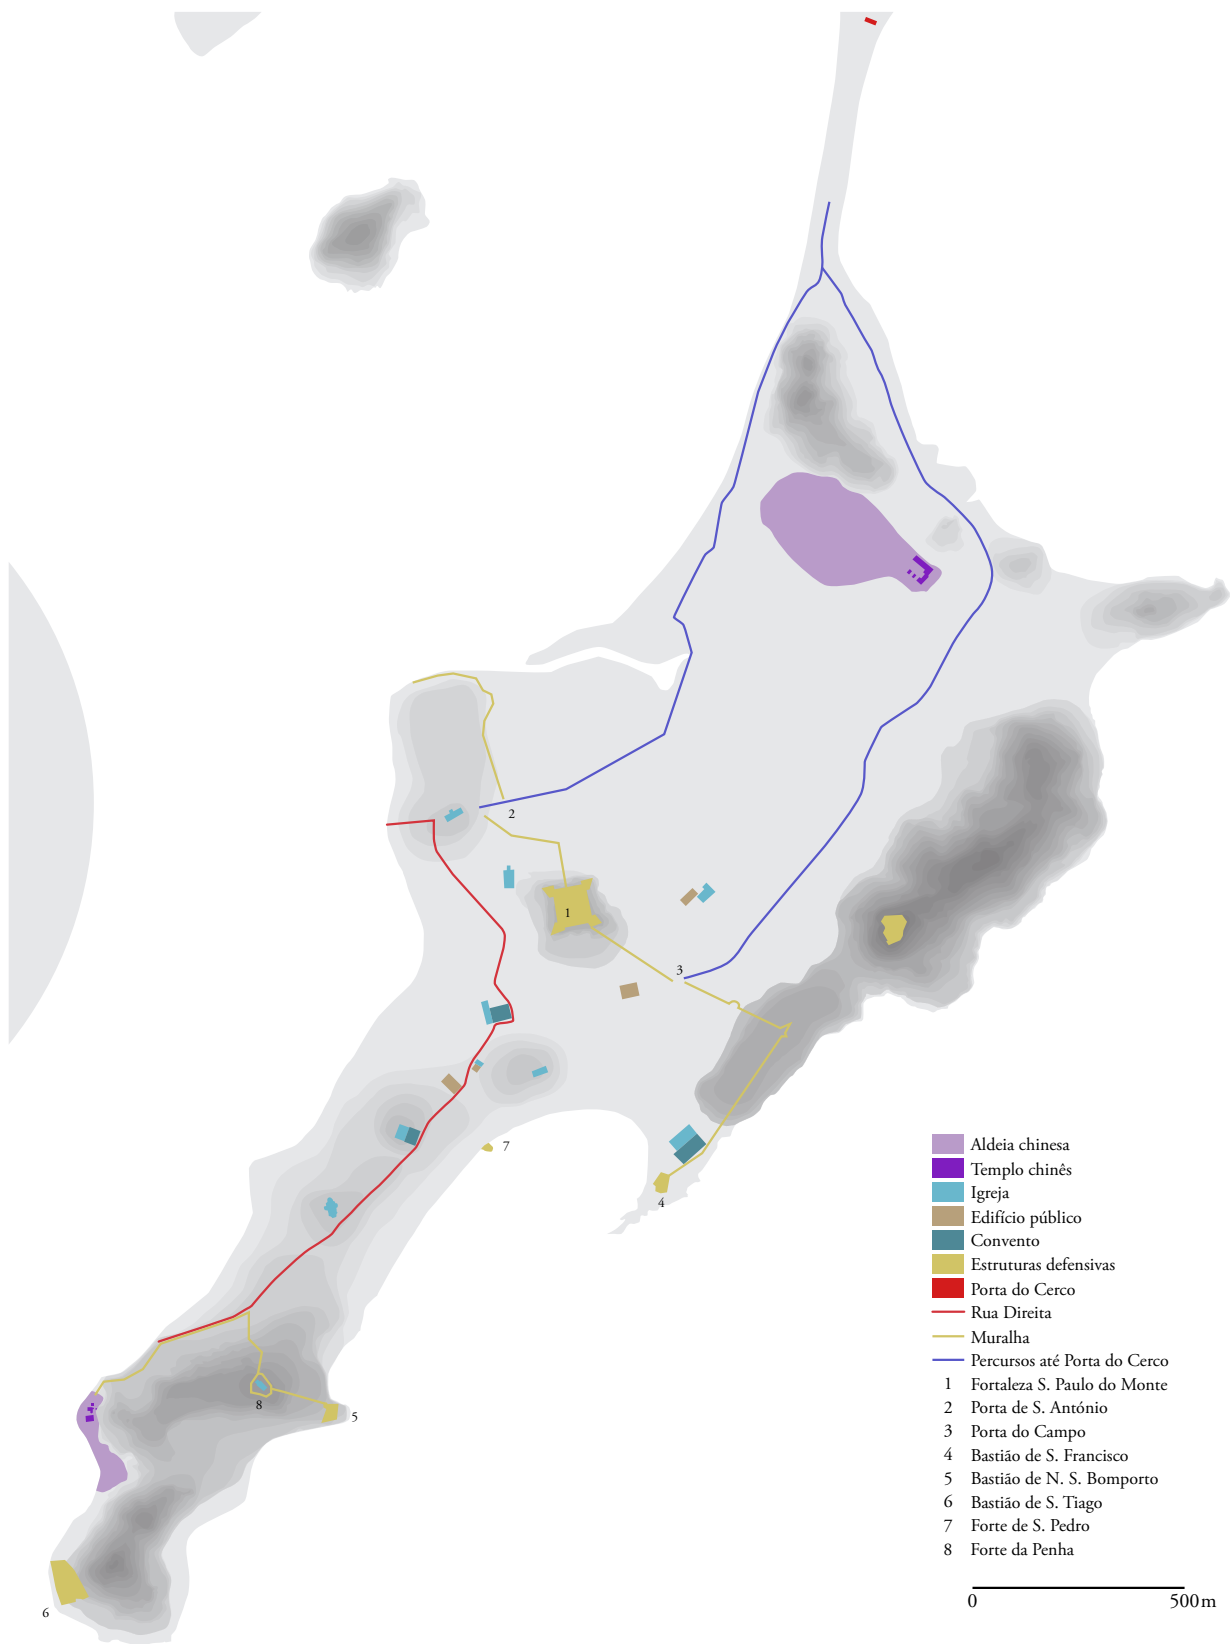 2
1
3
7
4
8
5
6
Aldeia chinesa
Templo chinês
Igreja
Edifício público
Convento
Estruturas defensivas
Porta do Cerco
Rua Direita
Muralha
Percursos até Porta do Cerco
1 Fortaleza S. Paulo do Monte
2 Porta de S. António
3 Porta do Campo
4 Bastião de S. Francisco
5 Bastião de N. S. Bomporto
6 Bastião de S. Tiago
7 Forte de S. Pedro
8 Forte da Penha
0 500m